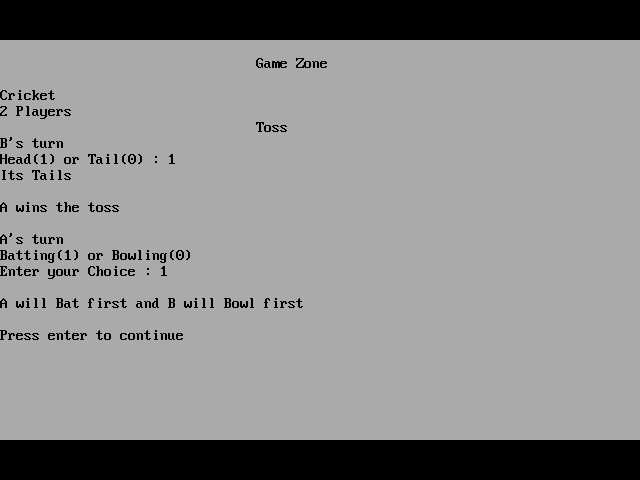 Game Zone
Cricket
2 Players
Toss
B's turn
Head(1) or Tail(0) : 1
Its Tails
A wins the toss
A's turn
Batting(1) or Bowling(0)
Enter your Choice : 1
A will Bat first and B will Bowl first
Press enter to continue